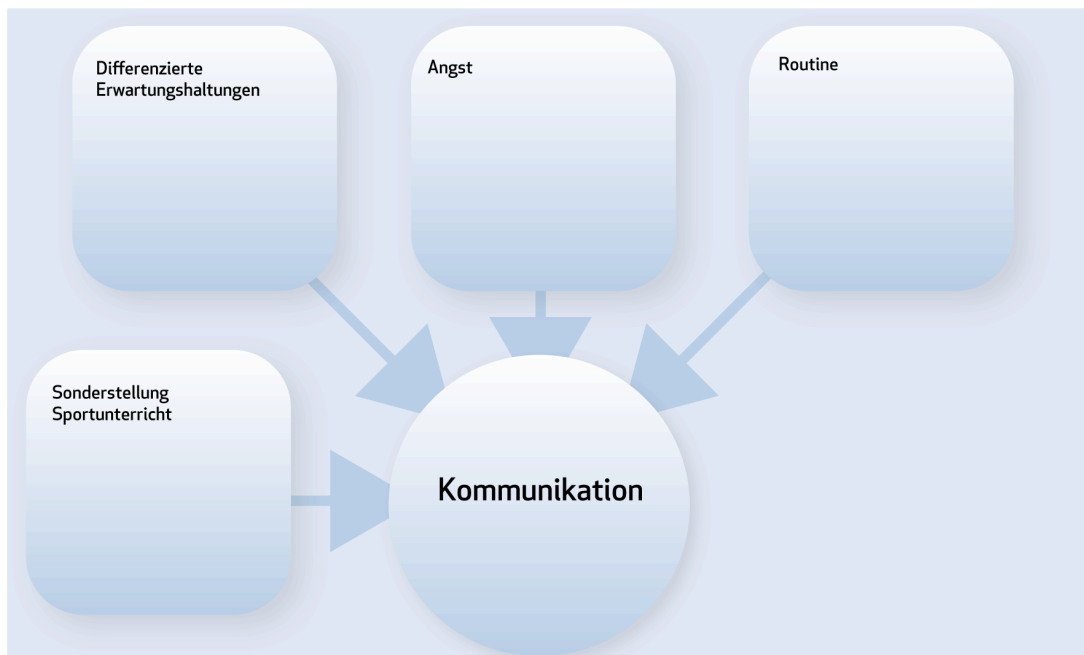 Differenzierte
Erwartungshaltungen
Angst
Routine
Sonderstellung
Sportunterricht
Kommunikation